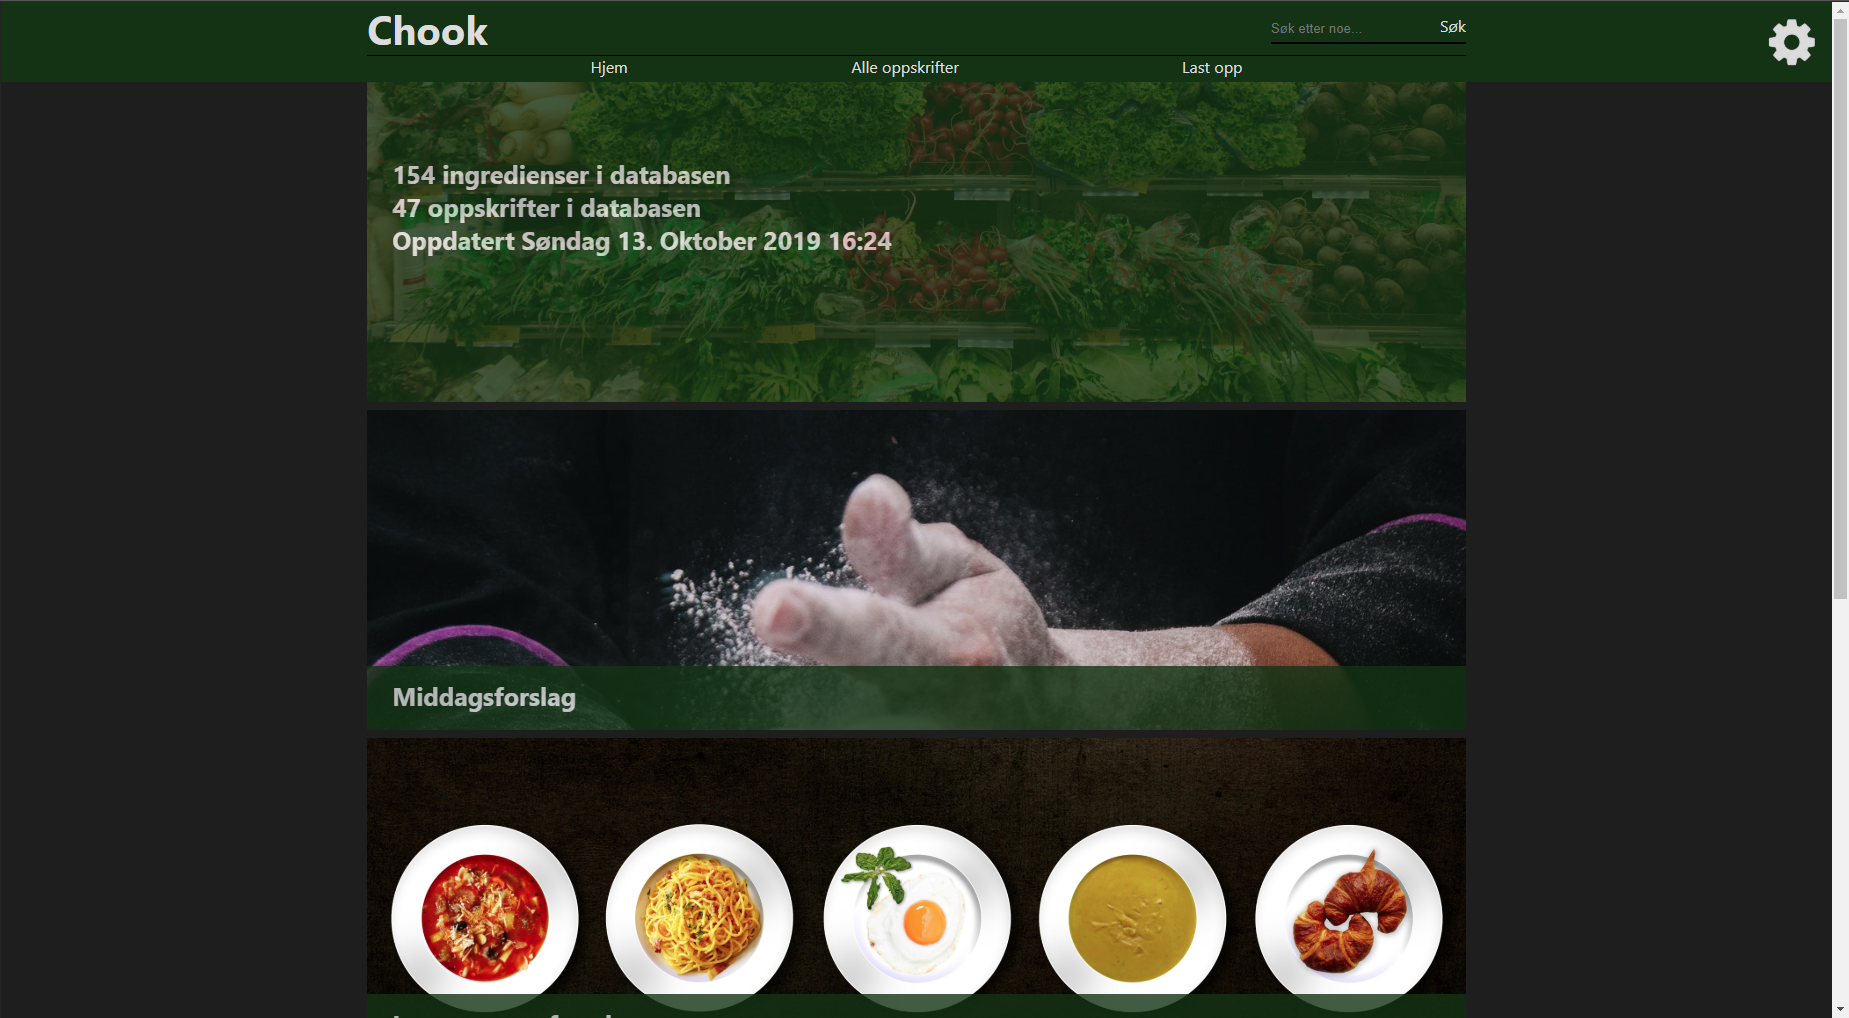 Chook
Søk etter noe...
Søk
Hjem
Alle oppskrifter
Last opp
154 ingredienser i databasen
47 oppskrifter i databasen
Oppdatert Søndag 13. Oktober 2019 16:24
Middagsforslag